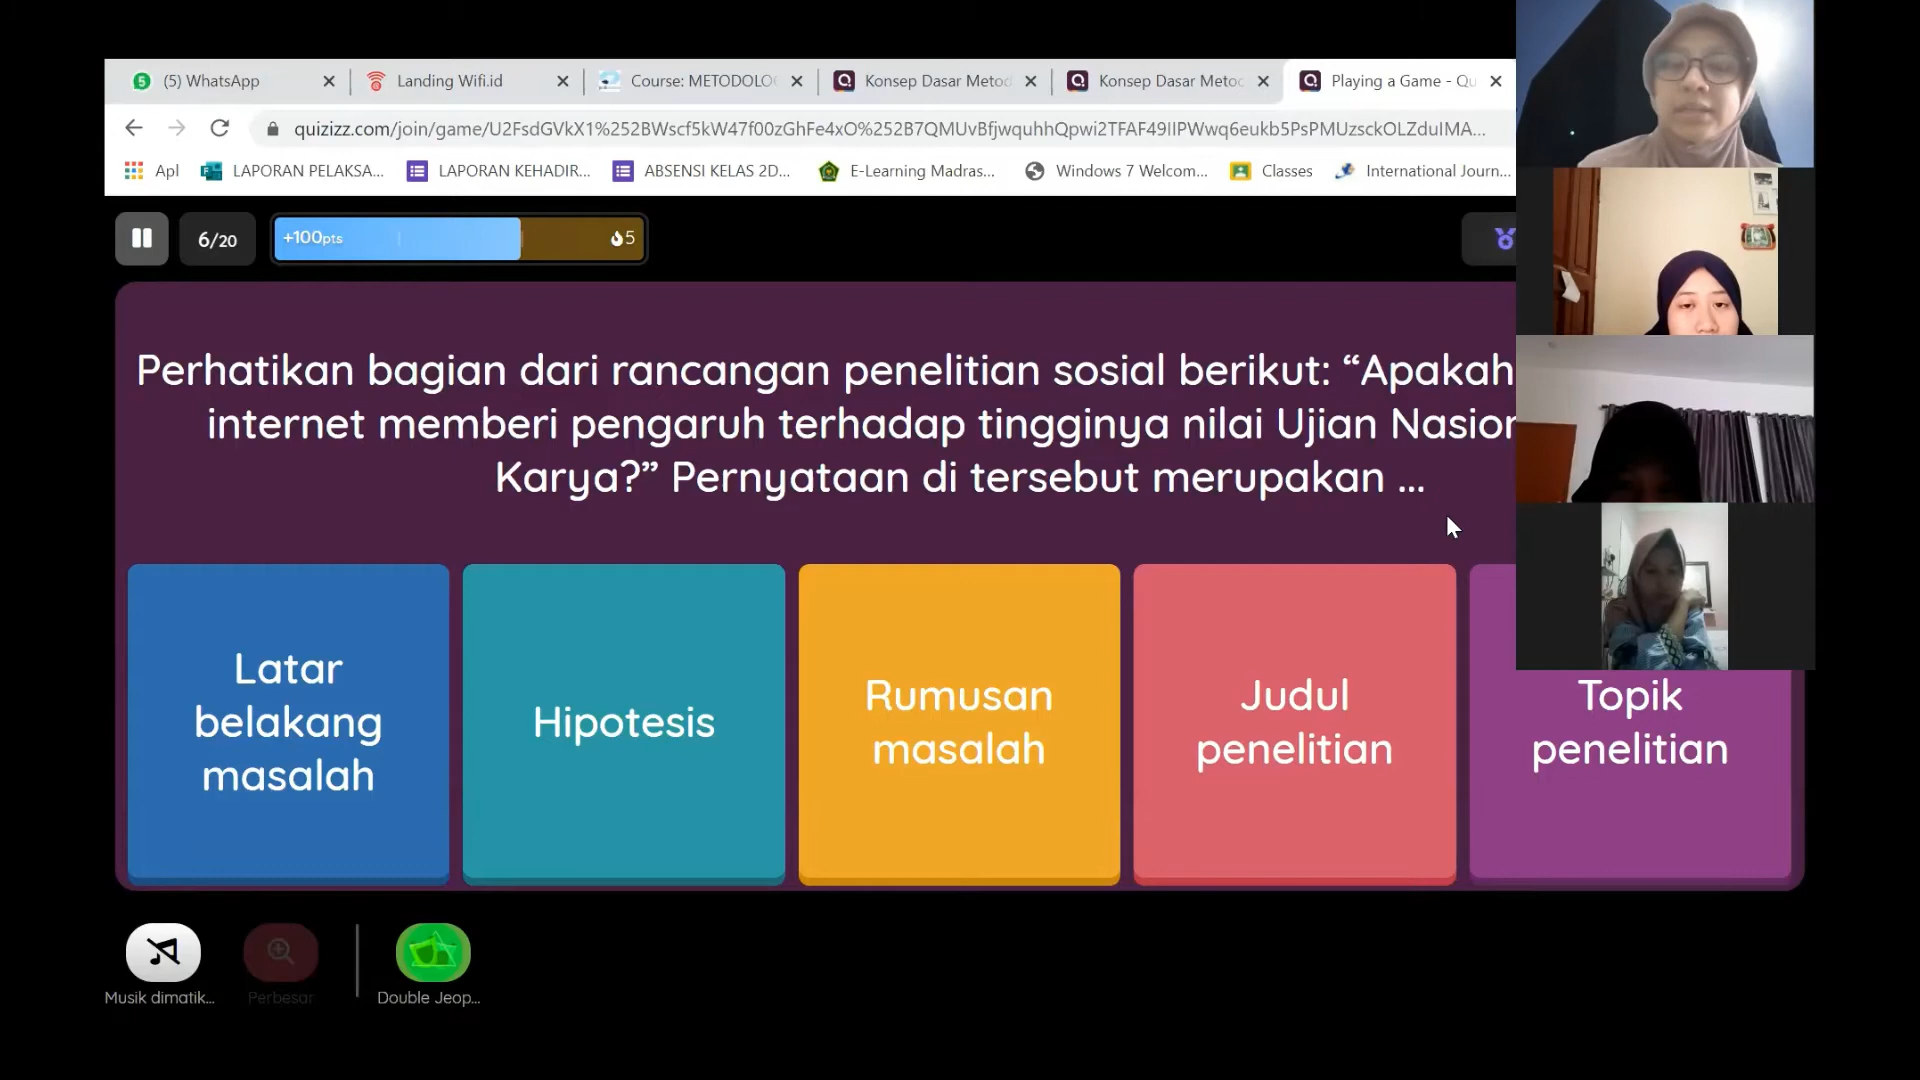 (5) WhatsApp
Landing Wifi.id
Course: METODOLO
Konsep Dasar Metod
Konsep Dasar Metod
Playing a Game - Qu
quizizz.com/join/game/U2FsdGVkX1%252BWscf5kW47f00zGhFe4xO%252B7QMUvBfjwquhhQpwi2TFAF49IIPWwq6eukb5PsPMUzsckOLZduIMA...
Apl
LAPORAN PELAKSA...
LAPORAN KEHADIR...
ABSENSI KELAS 2D...
E-Learning Madras...
Windows 7 Welcom...
Classes
International Journ...
6/20
+100pts
5
Perhatikan bagian dari rancangan penelitian sosial berikut: “Apakah
internet memberi pengaruh terhadap tingginya nilai Ujian Nasion
Karya?” Pernyataan di tersebut merupakan ...
Latar
belakang
masalah
Hipotesis
Rumusan
masalah
Judul
penelitian
Topik
penelitian
Musik dimatik...
Perbesar
Double Jeop...